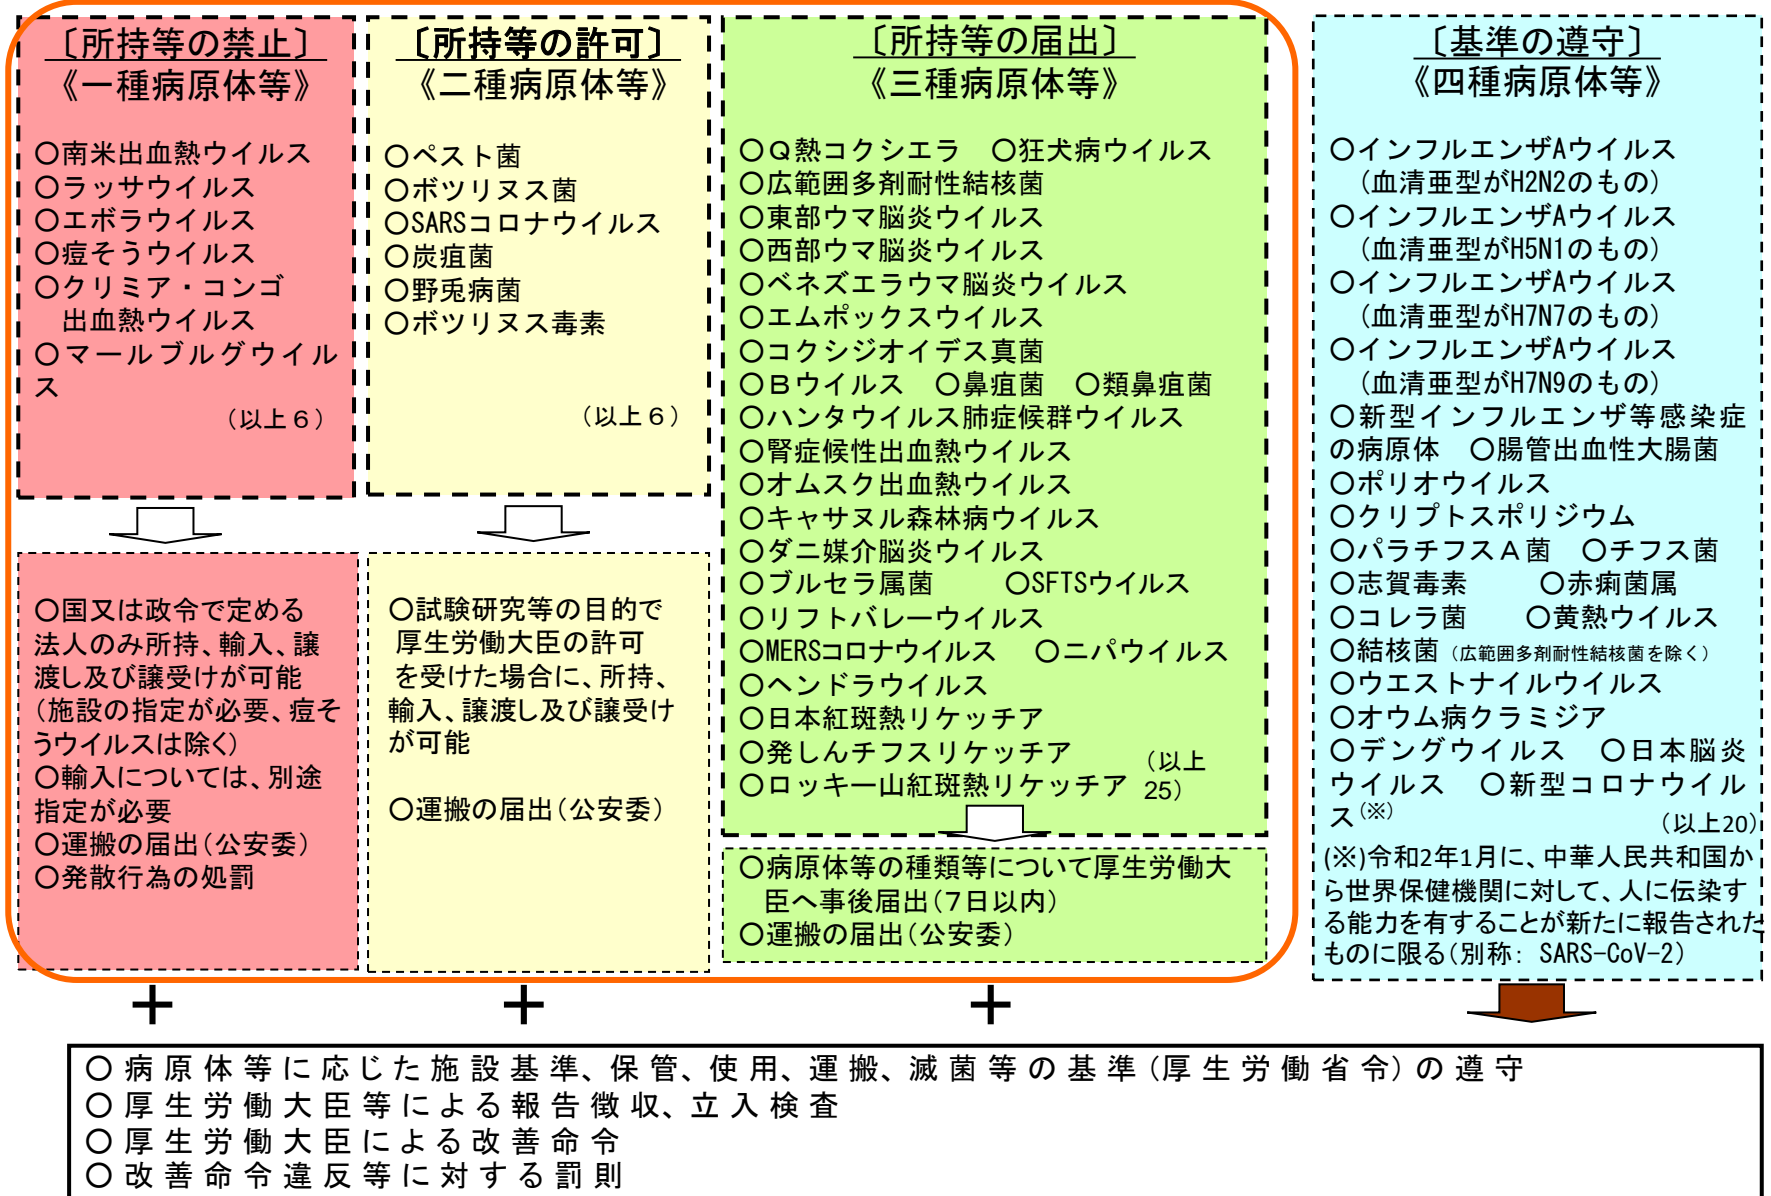 〔所持等の禁止〕
《一種病原体等》
○南米出血熱ウイルス
○ラッサウイルス
○エボラウイルス
○痘そうウイルス
○クリミア・コンゴ
出血熱ウイルス
○マールブルグウイル
ス
（以上６）
○国又は政令で定める
法人のみ所持、輸入、譲
渡し及び譲受けが可能
（施設の指定が必要、痘そ
うウイルスは除く）
○輸入については、別途
指定が必要
○運搬の届出（公安委）
○発散行為の処罰
〔所持等の許可〕
《二種病原体等》
○ペスト菌
○ボツリヌス菌
○SARSコロナウイルス
○炭疽菌
○野兎病菌
○ボツリヌス毒素
（以上６）
○試験研究等の目的で
厚生労働大臣の許可
を受けた場合に、所持、
輸入、譲渡し及び譲受け
が可能
○運搬の届出（公安委）
〔所持等の届出〕
《三種病原体等》
○Ｑ熱コクシエラ　○狂犬病ウイルス
○広範囲多剤耐性結核菌
○東部ウマ脳炎ウイルス
○西部ウマ脳炎ウイルス
○ベネズエラウマ脳炎ウイルス
○エムポックスウイルス
○コクシジオイデス真菌
○Ｂウイルス　○鼻疽菌　○類鼻疽菌
○ハンタウイルス肺症候群ウイルス
○腎症候性出血熱ウイルス
○オムスク出血熱ウイルス
○キャサヌル森林病ウイルス
○ダニ媒介脳炎ウイルス
○ブルセラ属菌　○SFTSウイルス
○リフトバレーウイルス
○MERSコロナウイルス　○ニパウイルス
○ヘンドラウイルス
○日本紅斑熱リケッチア
○発しんチフスリケッチア
○ロッキー山紅斑熱リケッチア
（以上
25）
○病原体等の種類等について厚生労働大
臣へ事後届出（７日以内）
○運搬の届出（公安委）
〔基準の遵守〕
《四種病原体等》
○インフルエンザAウイルス
（血清亜型がH2N2のもの）
○インフルエンザAウイルス
（血清亜型がH5N1のもの）
○インフルエンザAウイルス
（血清亜型がH7N7のもの）
○インフルエンザAウイルス
（血清亜型がH7N9のもの）
○新型インフルエンザ等感染症
の病原体　○腸管出血性大腸菌
○ポリオウイルス
○クリプトスポリジウム
○パラチフスＡ菌　○チフス菌
○志賀毒素　○赤痢菌属
○コレラ菌　○黄熱ウイルス
○結核菌（広範囲多剤耐性結核菌を除く）
○ウエストナイルウイルス
○オウム病クラミジア
○デングウイルス　○日本脳炎
ウイルス　○新型コロナウイル
ス(※)
（以上20）
(※)令和2年1月に、中華人民共和国か
ら世界保健機関に対して、人に伝染す
る能力を有することが新たに報告された
ものに限る（別称： SARS-CoV-2）
＋　＋　＋
○病原体等に応じた施設基準、保管、使用、運搬、滅菌等の基準（厚生労働省令）の遵守
○厚生労働大臣等による報告徴収、立入検査
○厚生労働大臣による改善命令
○改善命令違反等に対する罰則